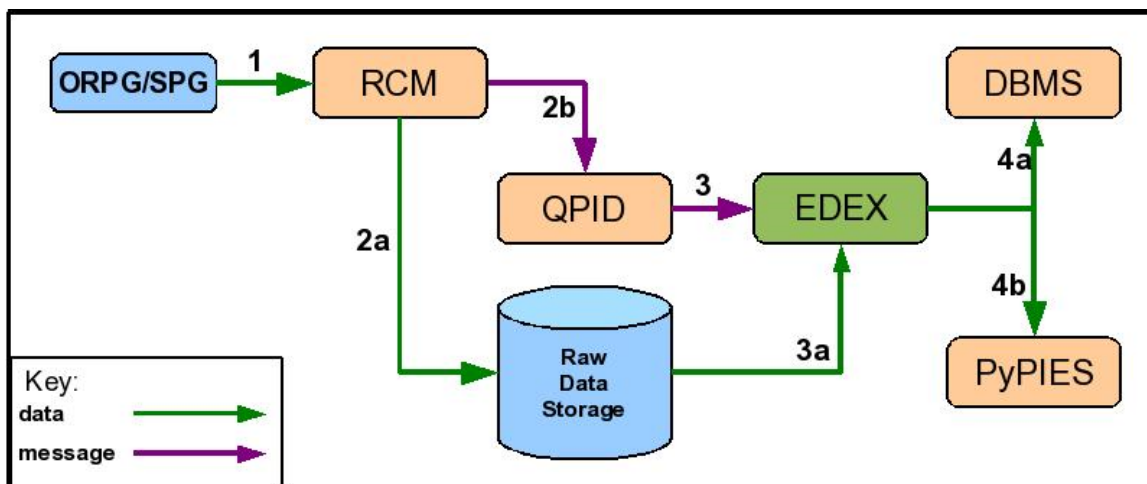 ORPG/SPG
1
RCM
2b
DBMS
4a
QPID
3
EDEX
2a
4b
Raw
Data
Storage
3a
PyPIES
Key:
data
message